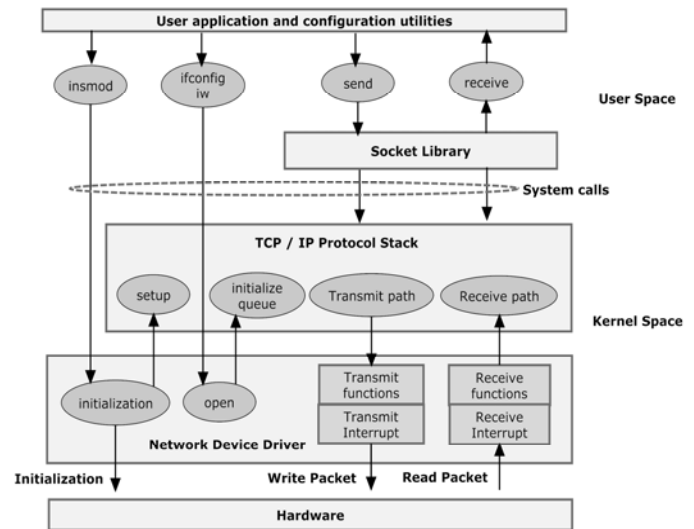 User application and configuration utilities
insmod
ifconfig
iw
send
receive
User Space
Socket Library
System calls
TCP / IP Protocol Stack
setup
initialize
queue
Transmit path
Receive path
Kernel Space
initialization
open
Transmit
functions
Receive
functions
Transmit
Interrupt
Receive
Interrupt
Network Device Driver
Initialization
Write Packet
Read Packet
Hardware